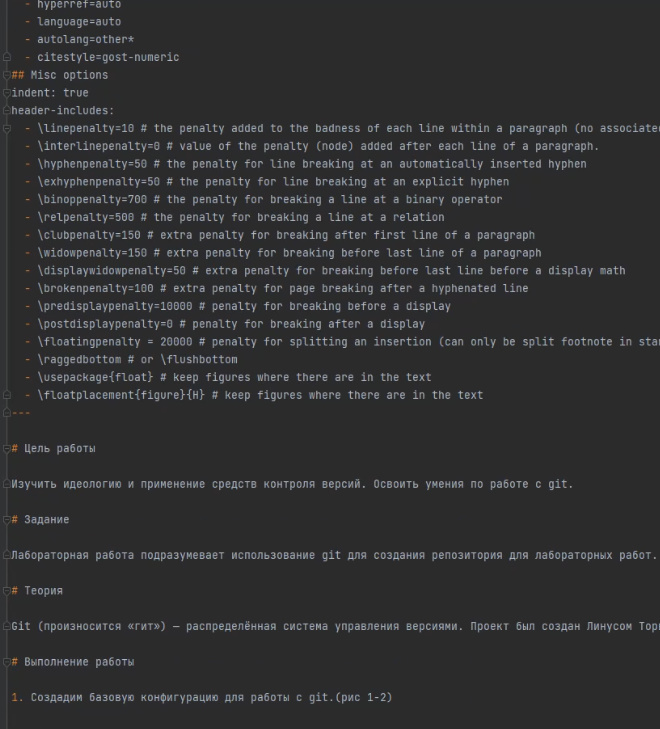 - hyperref=auto
- language=auto
- autolang=other*
- citestyle=gost-numeric
## Misc options
indent: true
header-includes:
- \linepenalty=10 # the penalty added to the badness of each line within a paragraph (no associate
- \interlinepenalty=0 # value of the penalty (node) added after each line of a paragraph.
- \hyphenpenalty=50 # the penalty for line breaking at an automatically inserted hyphen
- \exhyphenpenalty=50 # the penalty for line breaking at an explicit hyphen
- \binoppenalty=700 # the penalty for breaking a line at a binary operator
- \relpenalty=500 # the penalty for breaking a line at a relation
- \clubpenalty=150 # extra penalty for breaking after first line of a paragraph
- \widowpenalty=150 # extra penalty for breaking before last line of a paragraph
- \displaywidowpenalty=50 # extra penalty for breaking before last line before a display math
- \brokenpenalty=100 # extra penalty for page breaking after a hyphenated line
- \predisplaypenalty=10000 # penalty for breaking before a display
- \postdisplaypenalty=0 # penalty for breaking after a display
- \floatingpenalty = 20000 # penalty for splitting an insertion (can only be split footnote in sta
- \raggedbottom # or \flushbottom
- \usepackage{float} # keep figures where there are in the text
- \floatplacement{figure}{H} # keep figures where there are in the text
---
# Цель работы
Изучить идеологию и применение средств контроля версий. Освоить умения по работе с git.
# Задание
Лабораторная работа подразумевает использование git для создания репозитория для лабораторных работ.
# Теория
Git (произносится «гит») — распределённая система управления версиями. Проект был создан Линусом Тор
# Выполнение работы
1. Создадим базовую конфигурацию для работы с git.(рис 1-2)